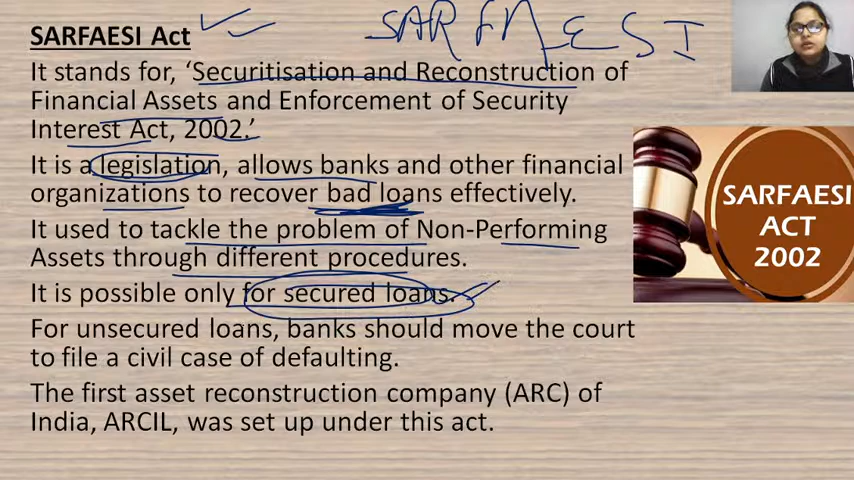 SARFAESI Act
SARFAESI
It stands for, ‘Securitisation and Reconstruction of
Financial Assets and Enforcement of Security
Interest Act, 2002.’
It is a legislation, allows banks and other financial
organizations to recover bad loans effectively.
It used to tackle the problem of Non-Performing
Assets through different procedures.
It is possible only for secured loans.
For unsecured loans, banks should move the court
to file a civil case of defaulting.
The first asset reconstruction company (ARC) of
India, ARCIL, was set up under this act.
SARFAESI
ACT
2002